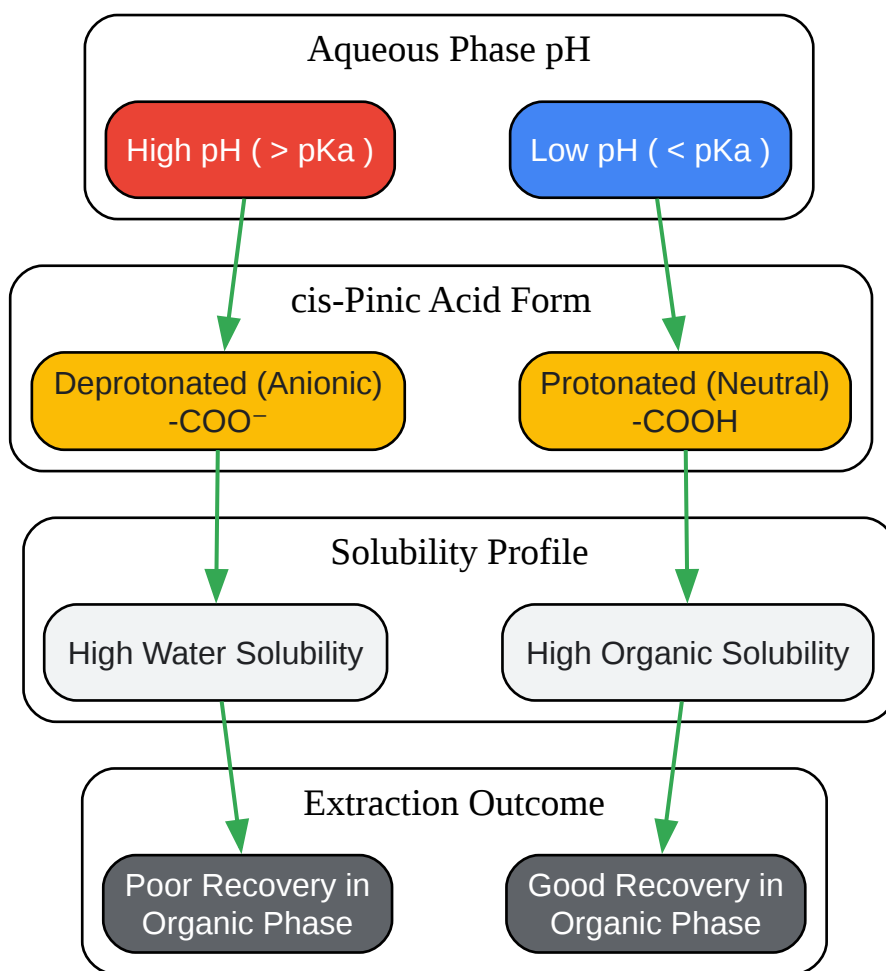 Aqueous Phase pH
High pH ( > pKa )
Low pH ( < pKa )
cis-Pinic Acid Form
Deprotonated (Anionic)
-COO⁻
Protonated (Neutral)
-COOH
Solubility Profile
High Water Solubility
High Organic Solubility
Extraction Outcome
Poor Recovery in
Organic Phase
Good Recovery in
Organic Phase